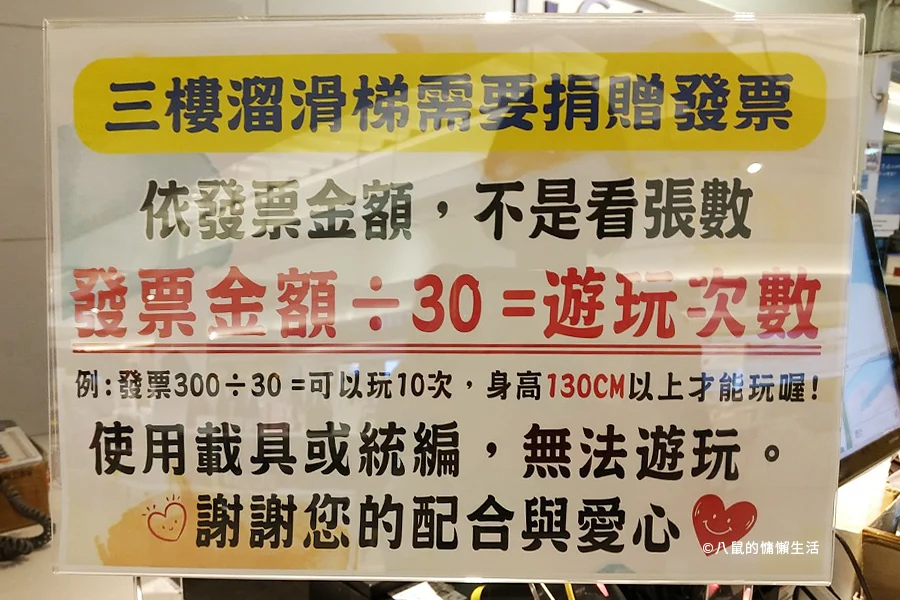 三樓溜滑梯需要捐贈發票
依發票金額，不是看張數
發票金額÷30=遊玩次數
例:發票300÷30=可以玩10次，身高130CM以上才能玩喔!
使用載具或統編，無法遊玩。
謝謝您的配合與愛心
©八鼠的慵懶生活